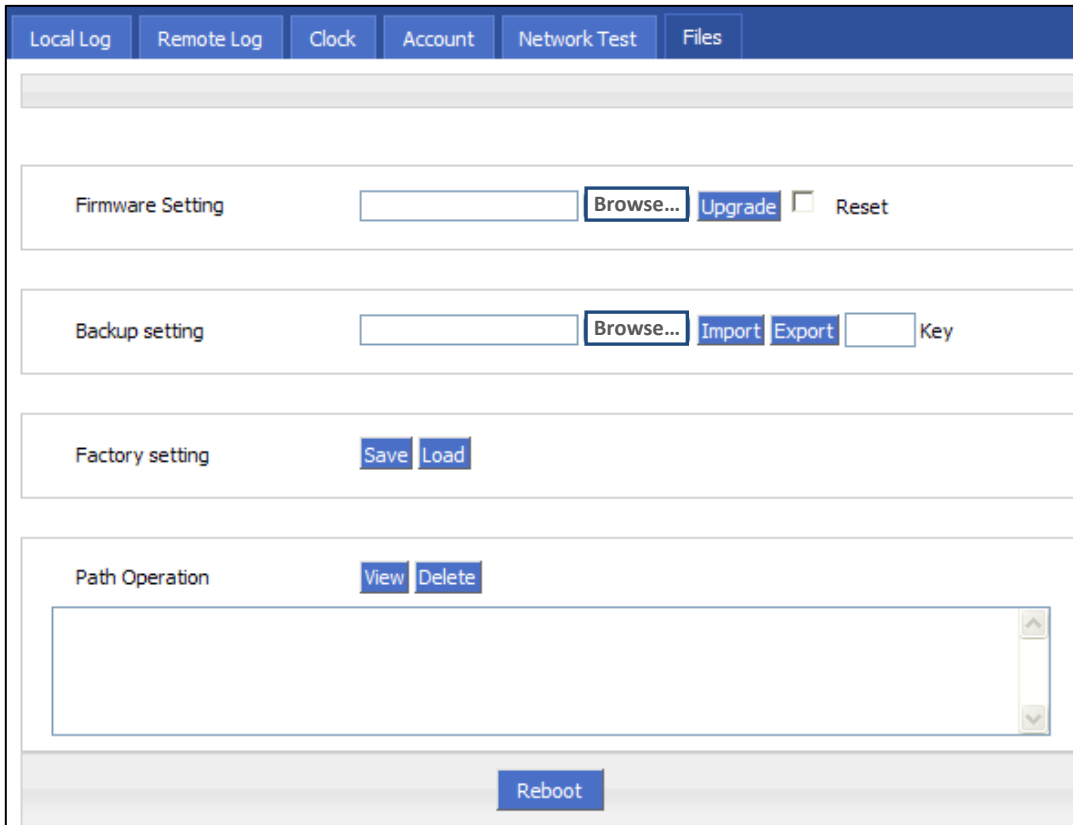 Local Log Remote Log Clock Account Network Test Files
Firmware Setting Browse... Upgrade Reset
Backup setting Browse... Import Export Key
Factory setting Save Load
Path Operation View Delete
Reboot